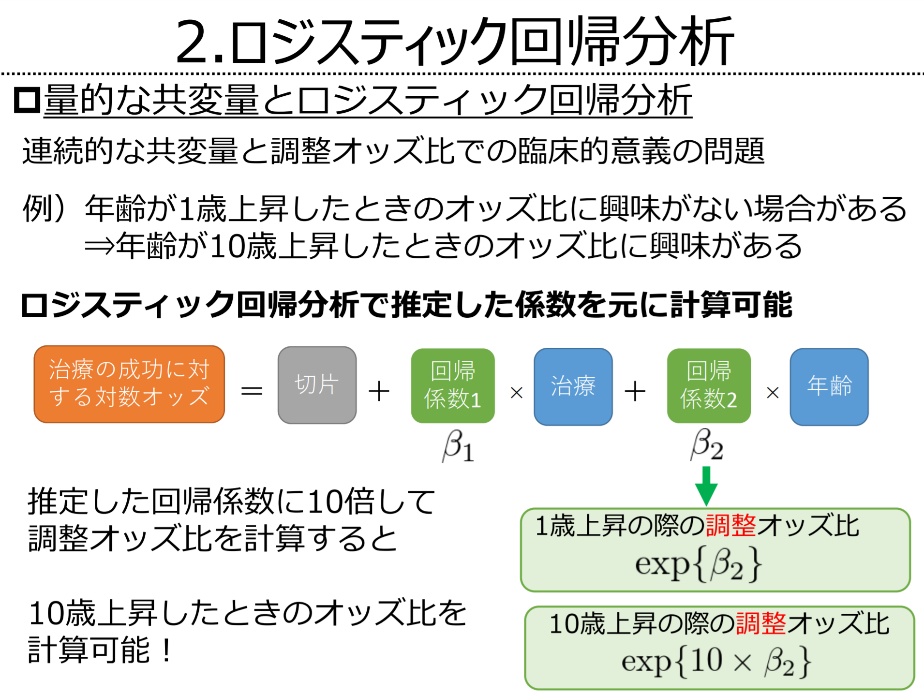 2.ロジスティック回帰分析
量的な共変量とロジスティック回帰分析
連続的な共変量と調整オッズ比での臨床的意義の問題
例）年齢が1歳上昇したときのオッズ比に興味がない場合がある
⇒年齢が10歳上昇したときのオッズ比に興味がある
ロジスティック回帰分析で推定した係数を元に計算可能
治療の成功に対
する対数オッズ
=
切片
+
回帰
係数1
×
治療
+
回帰
係数2
×
年齢
β1
β2
推定した回帰係数に10倍して
調整オッズ比を計算すると
10歳上昇したときのオッズ比を
計算可能！
1歳上昇の際の調整オッズ比
exp{β2}
10歳上昇の際の調整オッズ比
exp{10 × β2}